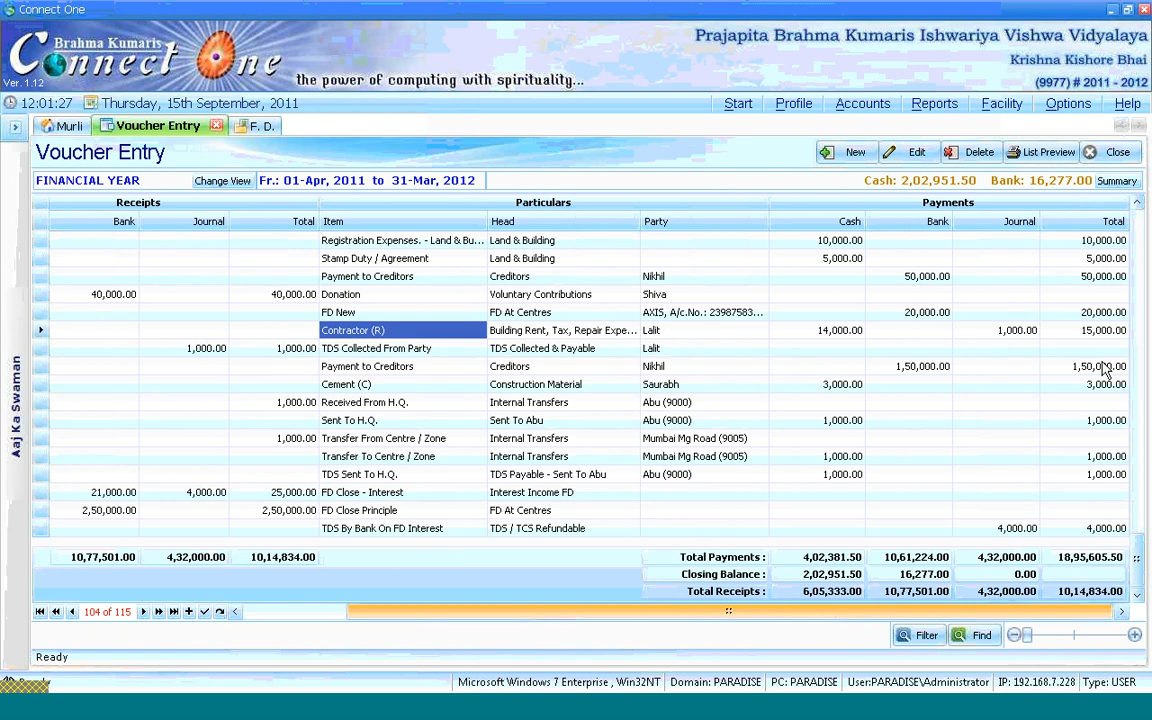 Connect One
Brahma Kumaris
Connect One
Ver. 1.12
the power of computing with spirituality...
Prajapita Brahma Kumaris Ishwariya Vishwa Vidyalaya
Krishna Kishore Bhai
(9977) # 2011 - 2012
12:01:27 Thursday, 15th September, 2011
Start Profile Accounts Reports Facility Options Help
Murli Voucher Entry F. D.
Voucher Entry
New Edit Delete List Preview Close
FINANCIAL YEAR Change View Fr.: 01-Apr, 2011 to 31-Mar, 2012 Cash: 2,02,951.50 Bank: 16,277.00 Summary
Receipts Particulars Payments
Bank Journal Total Item Head Party Cash Bank Journal Total
Registration Expenses. - Land & Bu... Land & Building 10,000.00 10,000.00
Stamp Duty / Agreement Land & Building 5,000.00 5,000.00
Payment to Creditors Creditors Nikhil 50,000.00 50,000.00
40,000.00 40,000.00 Donation Voluntary Contributions Shiva
FD New FD At Centres AXIS, A/c.No.: 23987583... 20,000.00 20,000.00
Contractor (R) Building Rent, Tax, Repair Expe... Lalit 14,000.00 1,000.00 15,000.00
1,000.00 1,000.00 TDS Collected From Party TDS Collected & Payable Lalit
Payment to Creditors Creditors Nikhil 1,50,000.00 1,50,000.00
Cement (C) Construction Material Saurabh 3,000.00 3,000.00
1,000.00 Received From H.Q. Internal Transfers Abu (9000)
Sent To H.Q. Sent To Abu Abu (9000) 1,000.00 1,000.00
1,000.00 Transfer From Centre / Zone Internal Transfers Mumbai Mg Road (9005)
Transfer To Centre / Zone Internal Transfers Mumbai Mg Road (9005) 1,000.00 1,000.00
TDS Sent To H.Q. TDS Payable - Sent To Abu Abu (9000) 1,000.00 1,000.00
21,000.00 4,000.00 25,000.00 FD Close - Interest Interest Income FD
2,50,000.00 2,50,000.00 FD Close Principle FD At Centres
TDS By Bank On FD Interest TDS / TCS Refundable 4,000.00 4,000.00
10,77,501.00 4,32,000.00 10,14,834.00 Total Payments : 4,02,381.50 10,61,224.00 4,32,000.00 18,95,605.50
Closing Balance : 2,02,951.50 16,277.00 0.00
Total Receipts : 6,05,333.00 10,77,501.00 4,32,000.00 10,14,834.00
104 of 115
Filter Find
Ready
Aaj Ka Swaman
Microsoft Windows 7 Enterprise , Win32NT Domain: PARADISE PC: PARADISE User:PARADISE\Administrator IP: 192.168.7.228 Type: USER